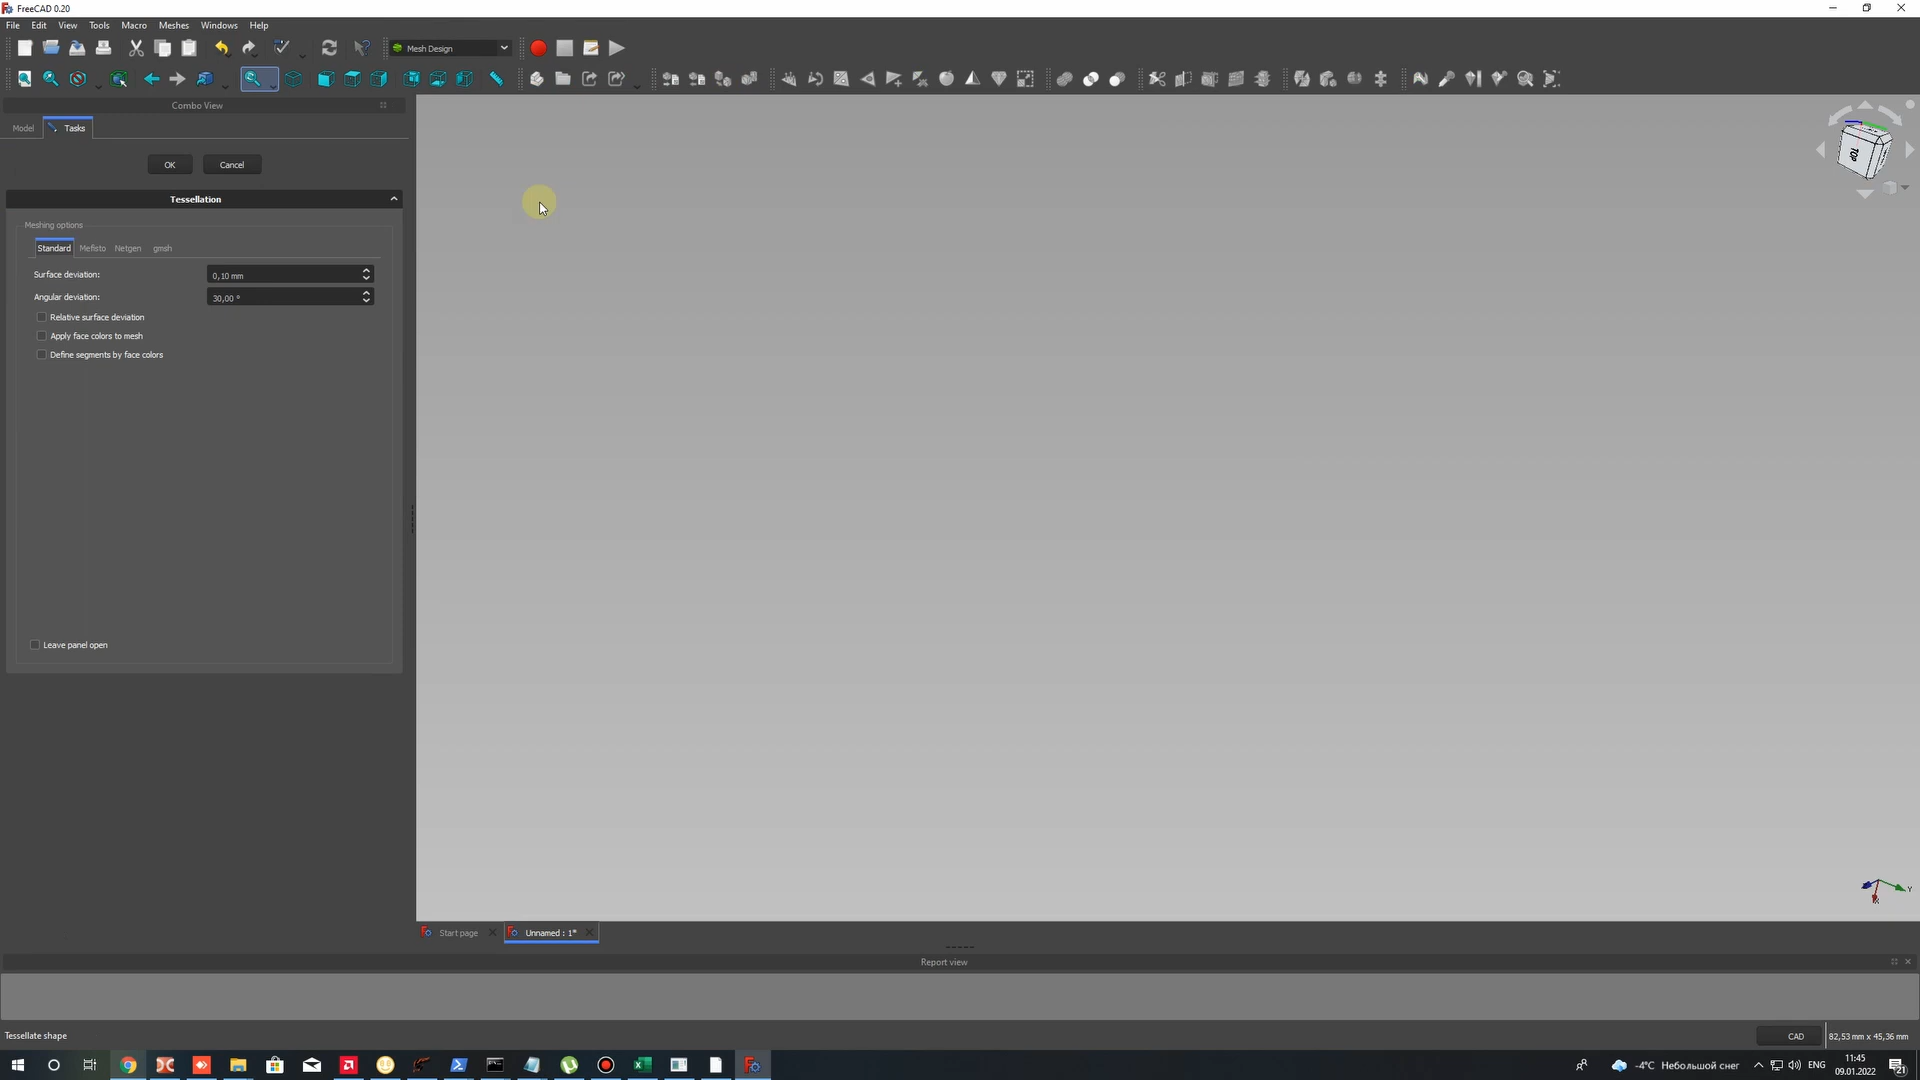 FreeCAD 0.20
File Edit View Tools Macro Meshes Windows Help
Mesh Design
Combo View
Model Tasks
OK Cancel
Tessellation
Meshing options
Standard Mefisto Netgen gmsh
Surface deviation: 0,10 mm
Angular deviation: 30,00 °
Relative surface deviation
Apply face colors to mesh
Define segments by face colors
Leave panel open
TOP
Y
Start page Unnamed : 1*
Report view
Tessellate shape
CAD 82,53 mm x 45,36 mm
-4°C Небольшой снег ENG 11:45
09.01.2022 21